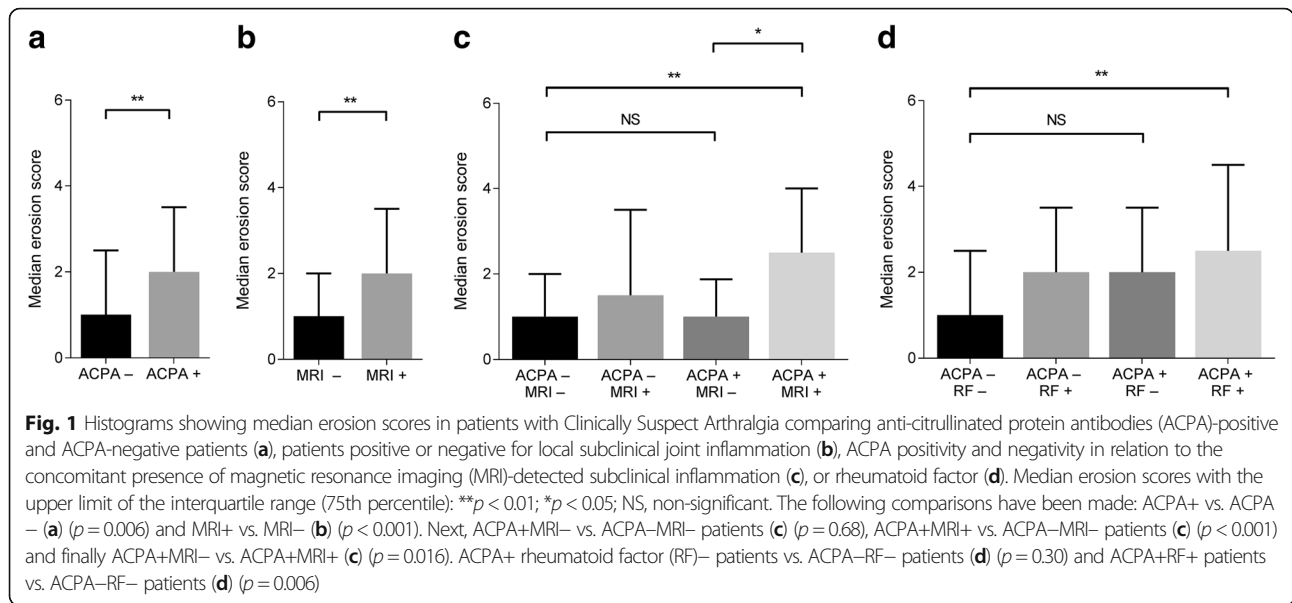 a
b
c
d
**
**
*
**
NS
**
NS
Median erosion score
6
4
2
0
ACPA – ACPA +
Median erosion score
6
4
2
0
MRI – MRI +
Median erosion score
6
4
2
0
ACPA – ACPA – ACPA + ACPA +
MRI – MRI + MRI – MRI +
Median erosion score
6
4
2
0
ACPA – ACPA – ACPA + ACPA +
RF – RF + RF – RF +
Fig. 1 Histograms showing median erosion scores in patients with Clinically Suspect Arthralgia comparing anti-citrullinated protein antibodies (ACPA)-positive
and ACPA-negative patients (a), patients positive or negative for local subclinical joint inflammation (b), ACPA positivity and negativity in relation to the
concomitant presence of magnetic resonance imaging (MRI)-detected subclinical inflammation (c), or rheumatoid factor (d). Median erosion scores with the
upper limit of the interquartile range (75th percentile): **p < 0.01; *p < 0.05; NS, non-significant. The following comparisons have been made: ACPA+ vs. ACPA
– (a) (p = 0.006) and MRI+ vs. MRI– (b) (p < 0.001). Next, ACPA+MRI– vs. ACPA–MRI– patients (c) (p = 0.68), ACPA+MRI+ vs. ACPA–MRI– patients (c) (p < 0.001)
and finally ACPA+MRI– vs. ACPA+MRI+ (c) (p = 0.016). ACPA+ rheumatoid factor (RF)– patients vs. ACPA–RF– patients (d) (p = 0.30) and ACPA+RF+ patients
vs. ACPA–RF– patients (d) (p = 0.006)